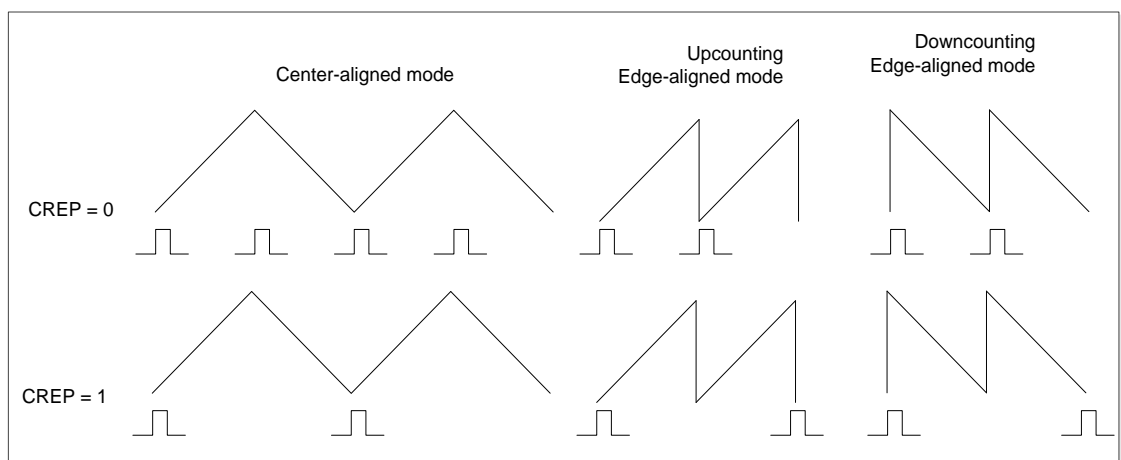 Center-aligned mode
Upcounting
Edge-aligned mode
Downcounting
Edge-aligned mode
CREP = 0
CREP = 1